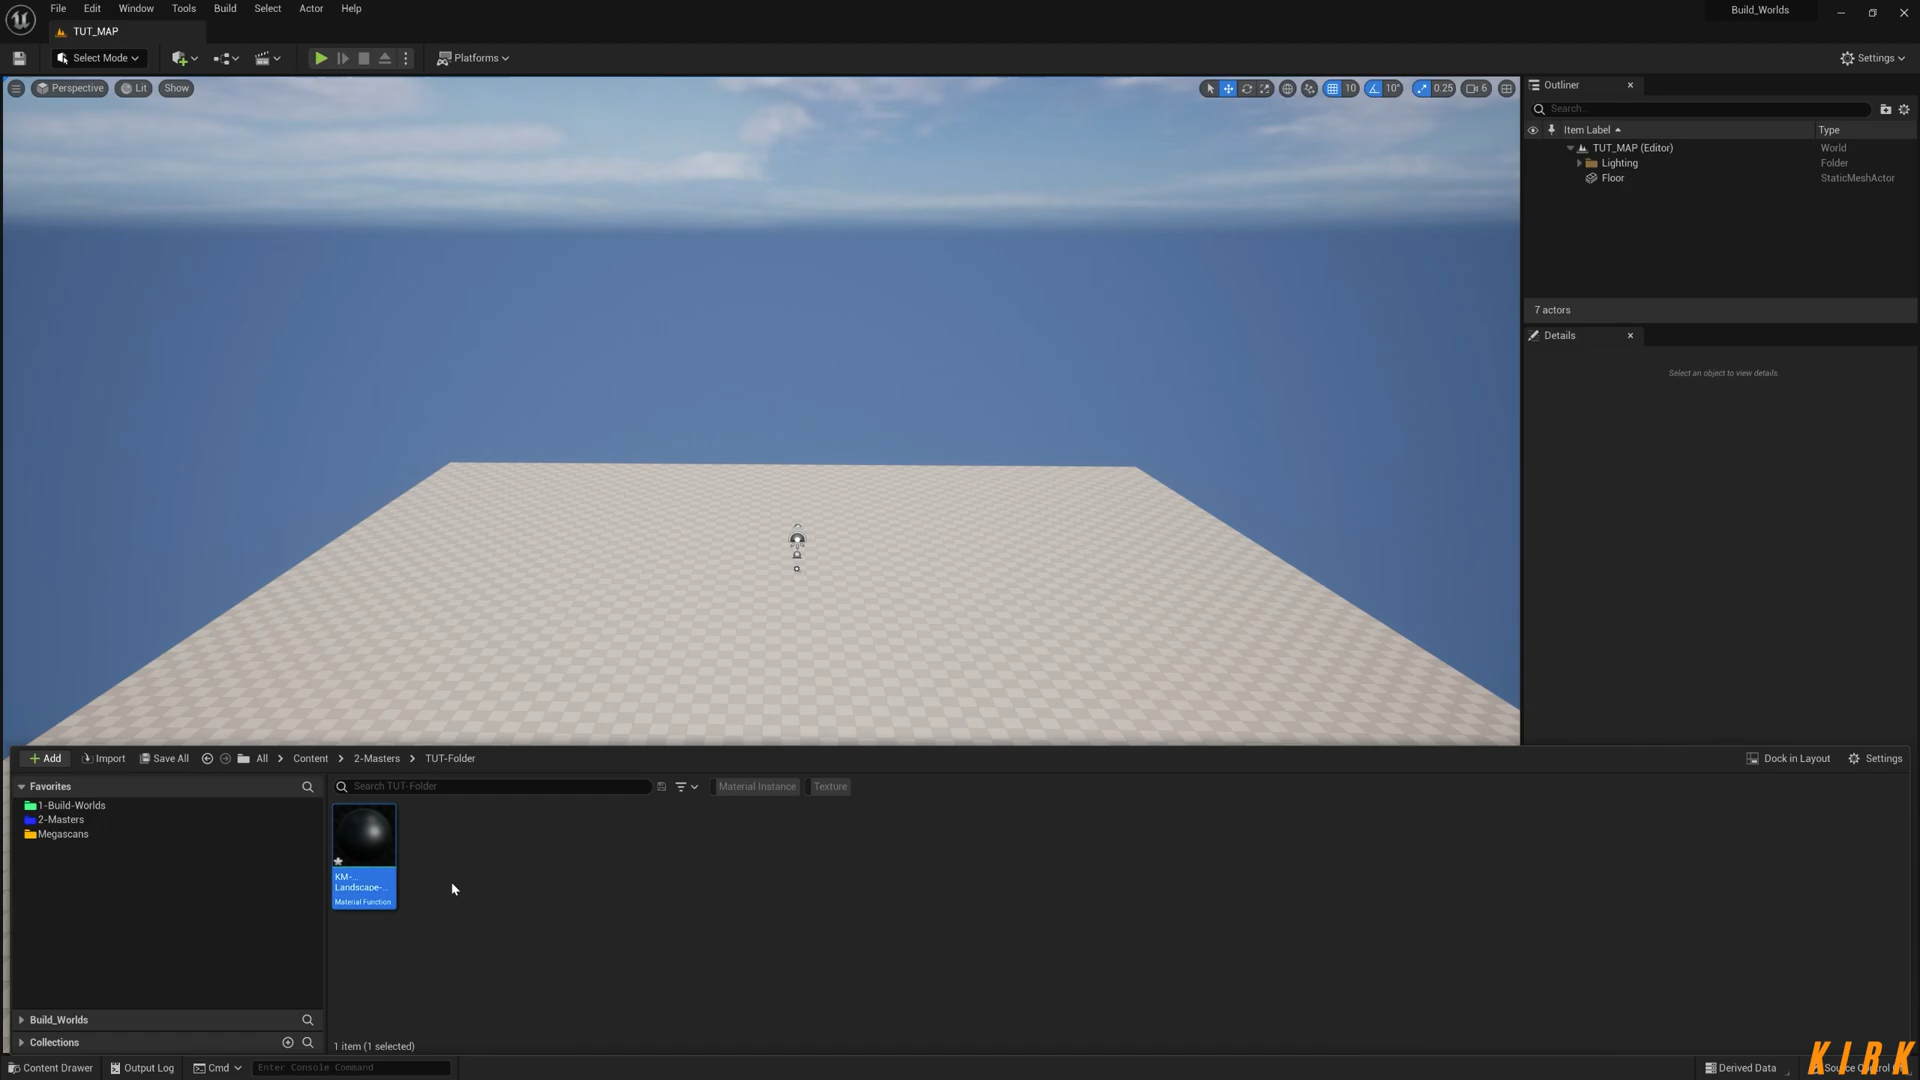 File Edit Window Tools Build Select Actor Help
Build_Worlds
TUT_MAP
Select Mode
Platforms
Settings
Perspective Lit Show
10 10° 0.25 6
Outliner
Search...
Item Label Type
TUT_MAP (Editor) World
Lighting Folder
Floor StaticMeshActor
7 actors
Details
Select an object to view details.
Add Import Save All All Content 2-Masters TUT-Folder
Dock in Layout Settings
Favorites
Search TUT-Folder
Material Instance Texture
1-Build-Worlds
2-Masters
Megascans
KM-...
Landscape-...
Material Function
Build_Worlds
Collections
1 item (1 selected)
Content Drawer Output Log Cmd Enter Console Command
Derived Data Source Control
KIRK